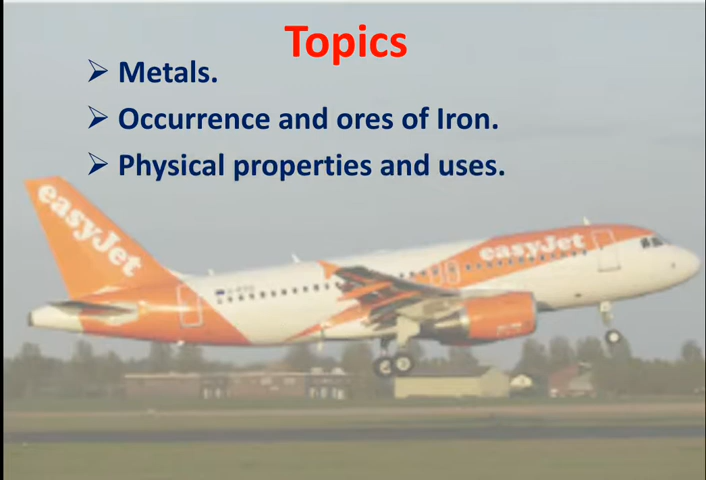 Topics
➢ Metals.
➢ Occurrence and ores of Iron.
➢ Physical properties and uses.
easyJet
easyJet